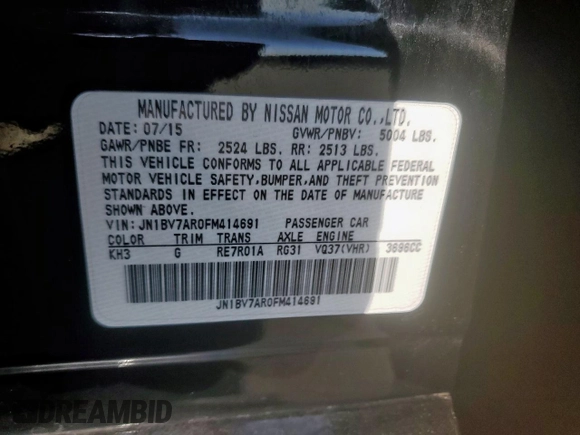 MANUFACTURED BY NISSAN MOTOR CO.,LTD.
DATE: 07/15 GVWR/PNBV: 5004 LBS.
GAWR/PNBE FR: 2524 LBS. RR: 2513 LBS.
THIS VEHICLE CONFORMS TO ALL APPLICABLE FEDERAL
MOTOR VEHICLE SAFETY,BUMPER,AND THEFT PREVENTION
STANDARDS IN EFFECT ON THE DATE OF MANUFACTURE
SHOWN ABOVE.
VIN: JN1BV7AR0FM414691 PASSENGER CAR
COLOR TRIM TRANS AXLE ENGINE
KH3 G RE7R01A RG31 VQ37(VHR) 3696CC
JN1BV7AR0FM414691
DREAMBID